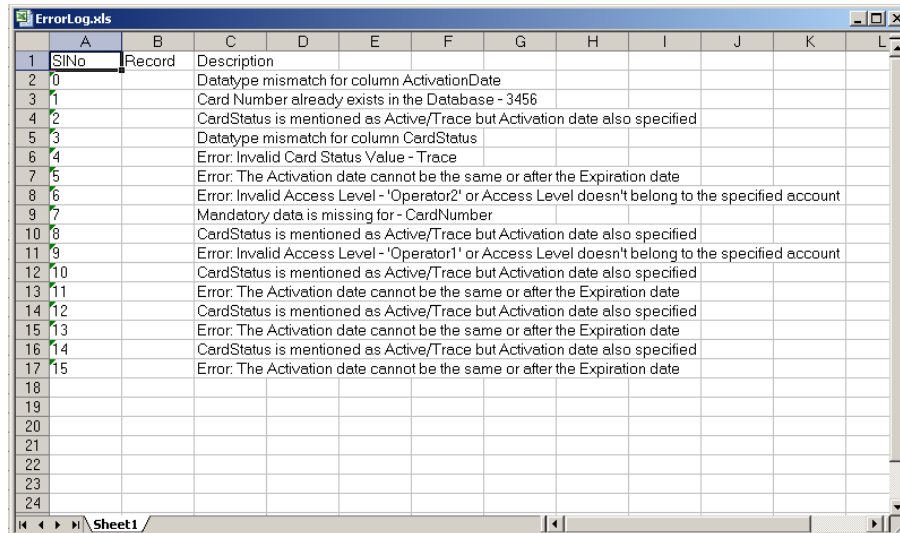 ErrorLog.xls
A B C D E F G H I J K L
1 SlNo Record Description
2 0 Datatype mismatch for column ActivationDate
3 1 Card Number already exists in the Database - 3456
4 2 CardStatus is mentioned as Active/Trace but Activation date also specified
5 3 Datatype mismatch for column CardStatus
6 4 Error: Invalid Card Status Value - Trace
7 5 Error: The Activation date cannot be the same or after the Expiration date
8 6 Error: Invalid Access Level - 'Operator2' or Access Level doesn't belong to the specified account
9 7 Mandatory data is missing for - CardNumber
10 8 CardStatus is mentioned as Active/Trace but Activation date also specified
11 9 Error: Invalid Access Level - 'Operator1' or Access Level doesn't belong to the specified account
12 10 CardStatus is mentioned as Active/Trace but Activation date also specified
13 11 Error: The Activation date cannot be the same or after the Expiration date
14 12 CardStatus is mentioned as Active/Trace but Activation date also specified
15 13 Error: The Activation date cannot be the same or after the Expiration date
16 14 CardStatus is mentioned as Active/Trace but Activation date also specified
17 15 Error: The Activation date cannot be the same or after the Expiration date
18
19
20
21
22
23
24
Sheet1